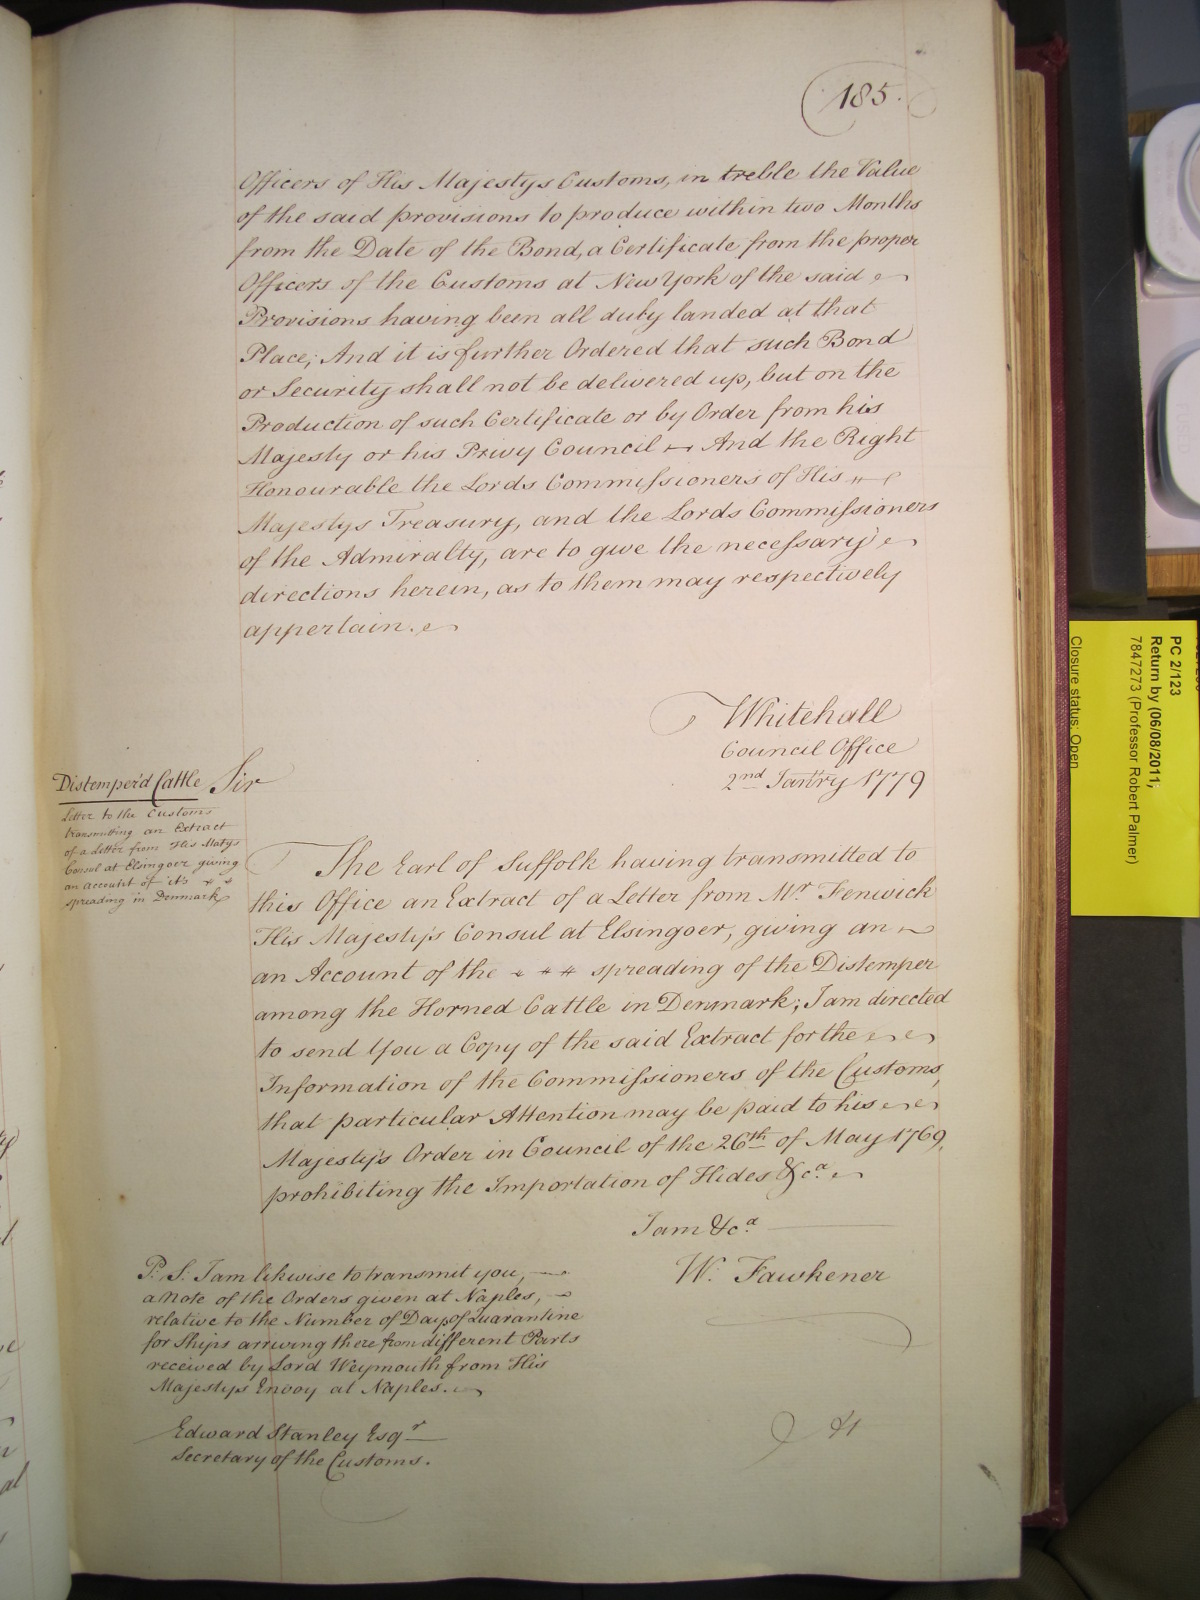 185.
Officers of His Majestys Customs, in treble the Value
of the said provisions to produce within two Months
from the Date of the Bond, a Certificate from the proper
Officers of the Customs at New York of the said
Provisions having been all duly landed at that
Place; And it is further Ordered that such Bond
or Security shall not be delivered up, but on the
Production of such Certificate or by Order from his
Majesty or his Privy Council And the Right
Honourable the Lords Commissioners of His
Majestys Treasury, and the Lords Commissioners
of the Admiralty, are to give the necessary
directions herein, as to them may respectively
appertain.
Whitehall
Council Office
2nd Janry 1779
Distemper'd Cattle
Letter to the Customs
transmitting an Extract
of a Letter from His Matys
Consul at Elsingoer giving
an account of it's
spreading in Denmark
Sir
The Earl of Suffolk having transmitted to
this Office an Extract of a Letter from Mr Fenwick
His Majesty's Consul at Elsingoer, giving an
an Account of the spreading of the Distemper
among the Horned Cattle in Denmark; I am directed
to send You a Copy of the said Extract for the
Information of the Commissioners of the Customs,
that particular Attention may be paid to his
Majesty's Order in Council of the 26th of May 1769,
prohibiting the Importation of Hides &ca.
I am &ca
W. Fawkener
P. S. I am likwise to transmit you,
a Note of the Orders given at Naples,
relative to the Number of Days of Quarantine
for Ships arriving there from different Parts
received by Lord Weymouth from His
Majestys Envoy at Naples.
Edward Stanley Esqr
Secretary of the Customs.
PC 2/123
Return by (06/08/2011;
7847273 (Professor Robert Palmer)
Closure status: Open